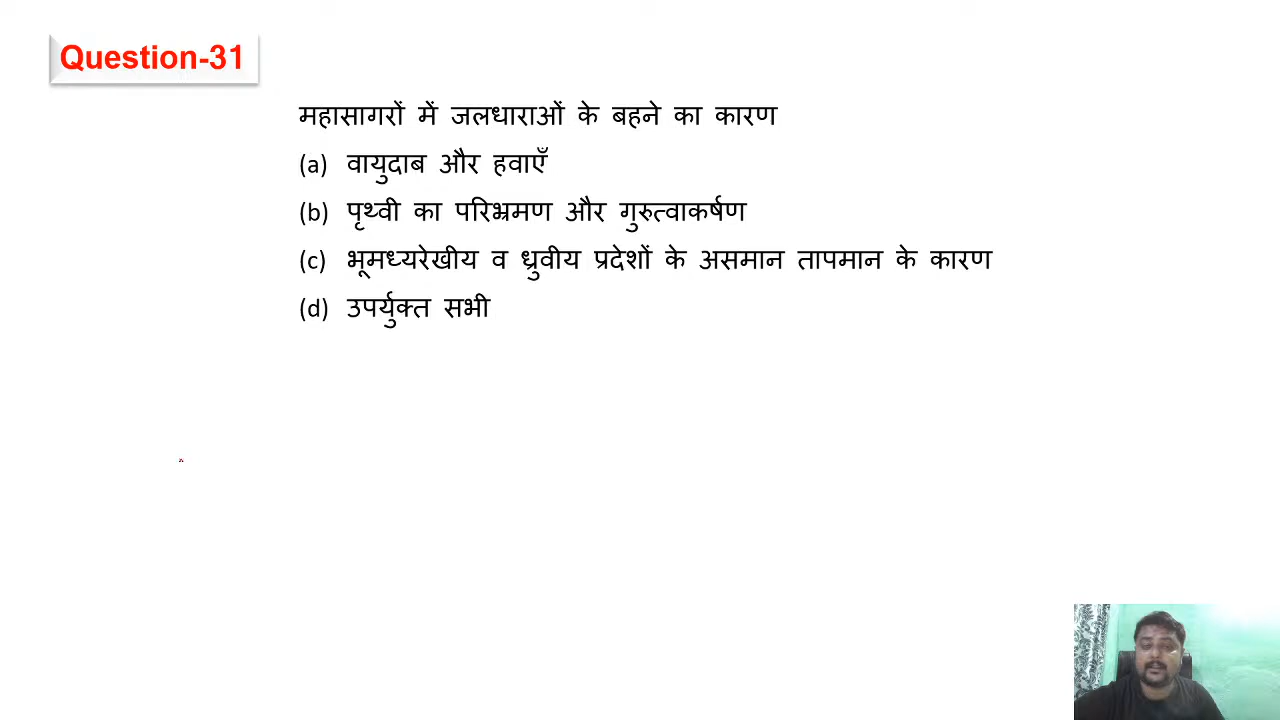 Question-31
महासागरों में जलधाराओं के बहने का कारण
(a) वायुदाब और हवाएँ
(b) पृथ्वी का परिभ्रमण और गुरुत्वाकर्षण
(c) भूमध्यरेखीय व ध्रुवीय प्रदेशों के असमान तापमान के कारण
(d) उपर्युक्त सभी